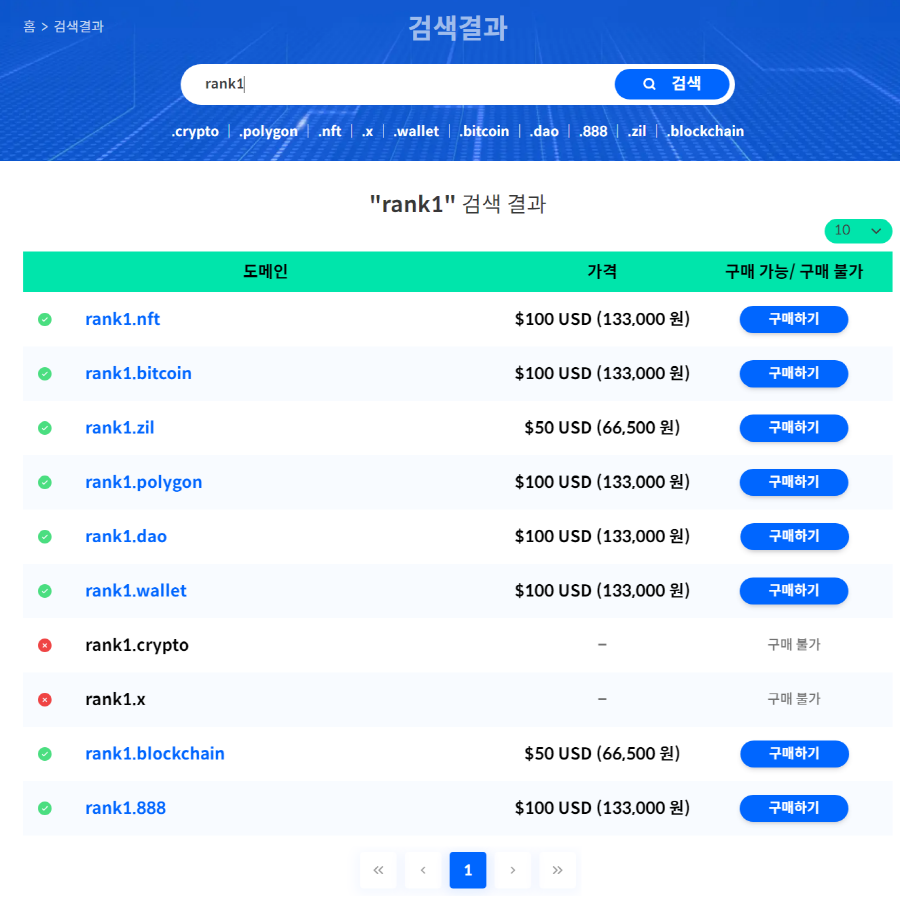 홈 > 검색결과
검색결과
rank1
검색
.crypto | .polygon | .nft | .x | .wallet | .bitcoin | .dao | .888 | .zil | .blockchain
"rank1" 검색 결과
10
도메인 가격 구매 가능/ 구매 불가
rank1.nft $100 USD (133,000 원) 구매하기
rank1.bitcoin $100 USD (133,000 원) 구매하기
rank1.zil $50 USD (66,500 원) 구매하기
rank1.polygon $100 USD (133,000 원) 구매하기
rank1.dao $100 USD (133,000 원) 구매하기
rank1.wallet $100 USD (133,000 원) 구매하기
rank1.crypto – 구매 불가
rank1.x – 구매 불가
rank1.blockchain $50 USD (66,500 원) 구매하기
rank1.888 $100 USD (133,000 원) 구매하기
« ‹ 1 › »